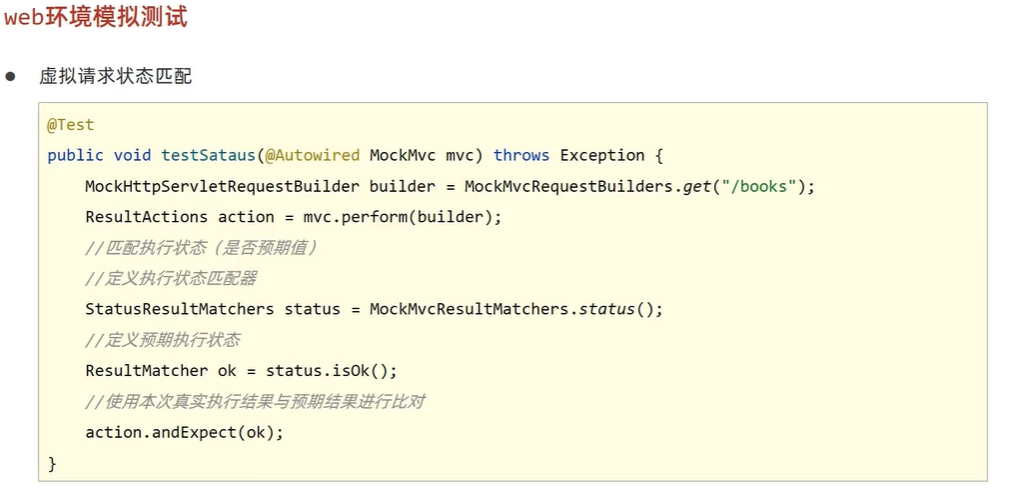 web环境模拟测试
● 虚拟请求状态匹配
@Test
public void testSataus(@Autowired MockMvc mvc) throws Exception {
    MockHttpServletRequestBuilder builder = MockMvcRequestBuilders.get("/books");
    ResultActions action = mvc.perform(builder);
    //匹配执行状态（是否预期值）
    //定义执行状态匹配器
    StatusResultMatchers status = MockMvcResultMatchers.status();
    //定义预期执行状态
    ResultMatcher ok = status.isOk();
    //使用本次真实执行结果与预期结果进行比对
    action.andExpect(ok);
}